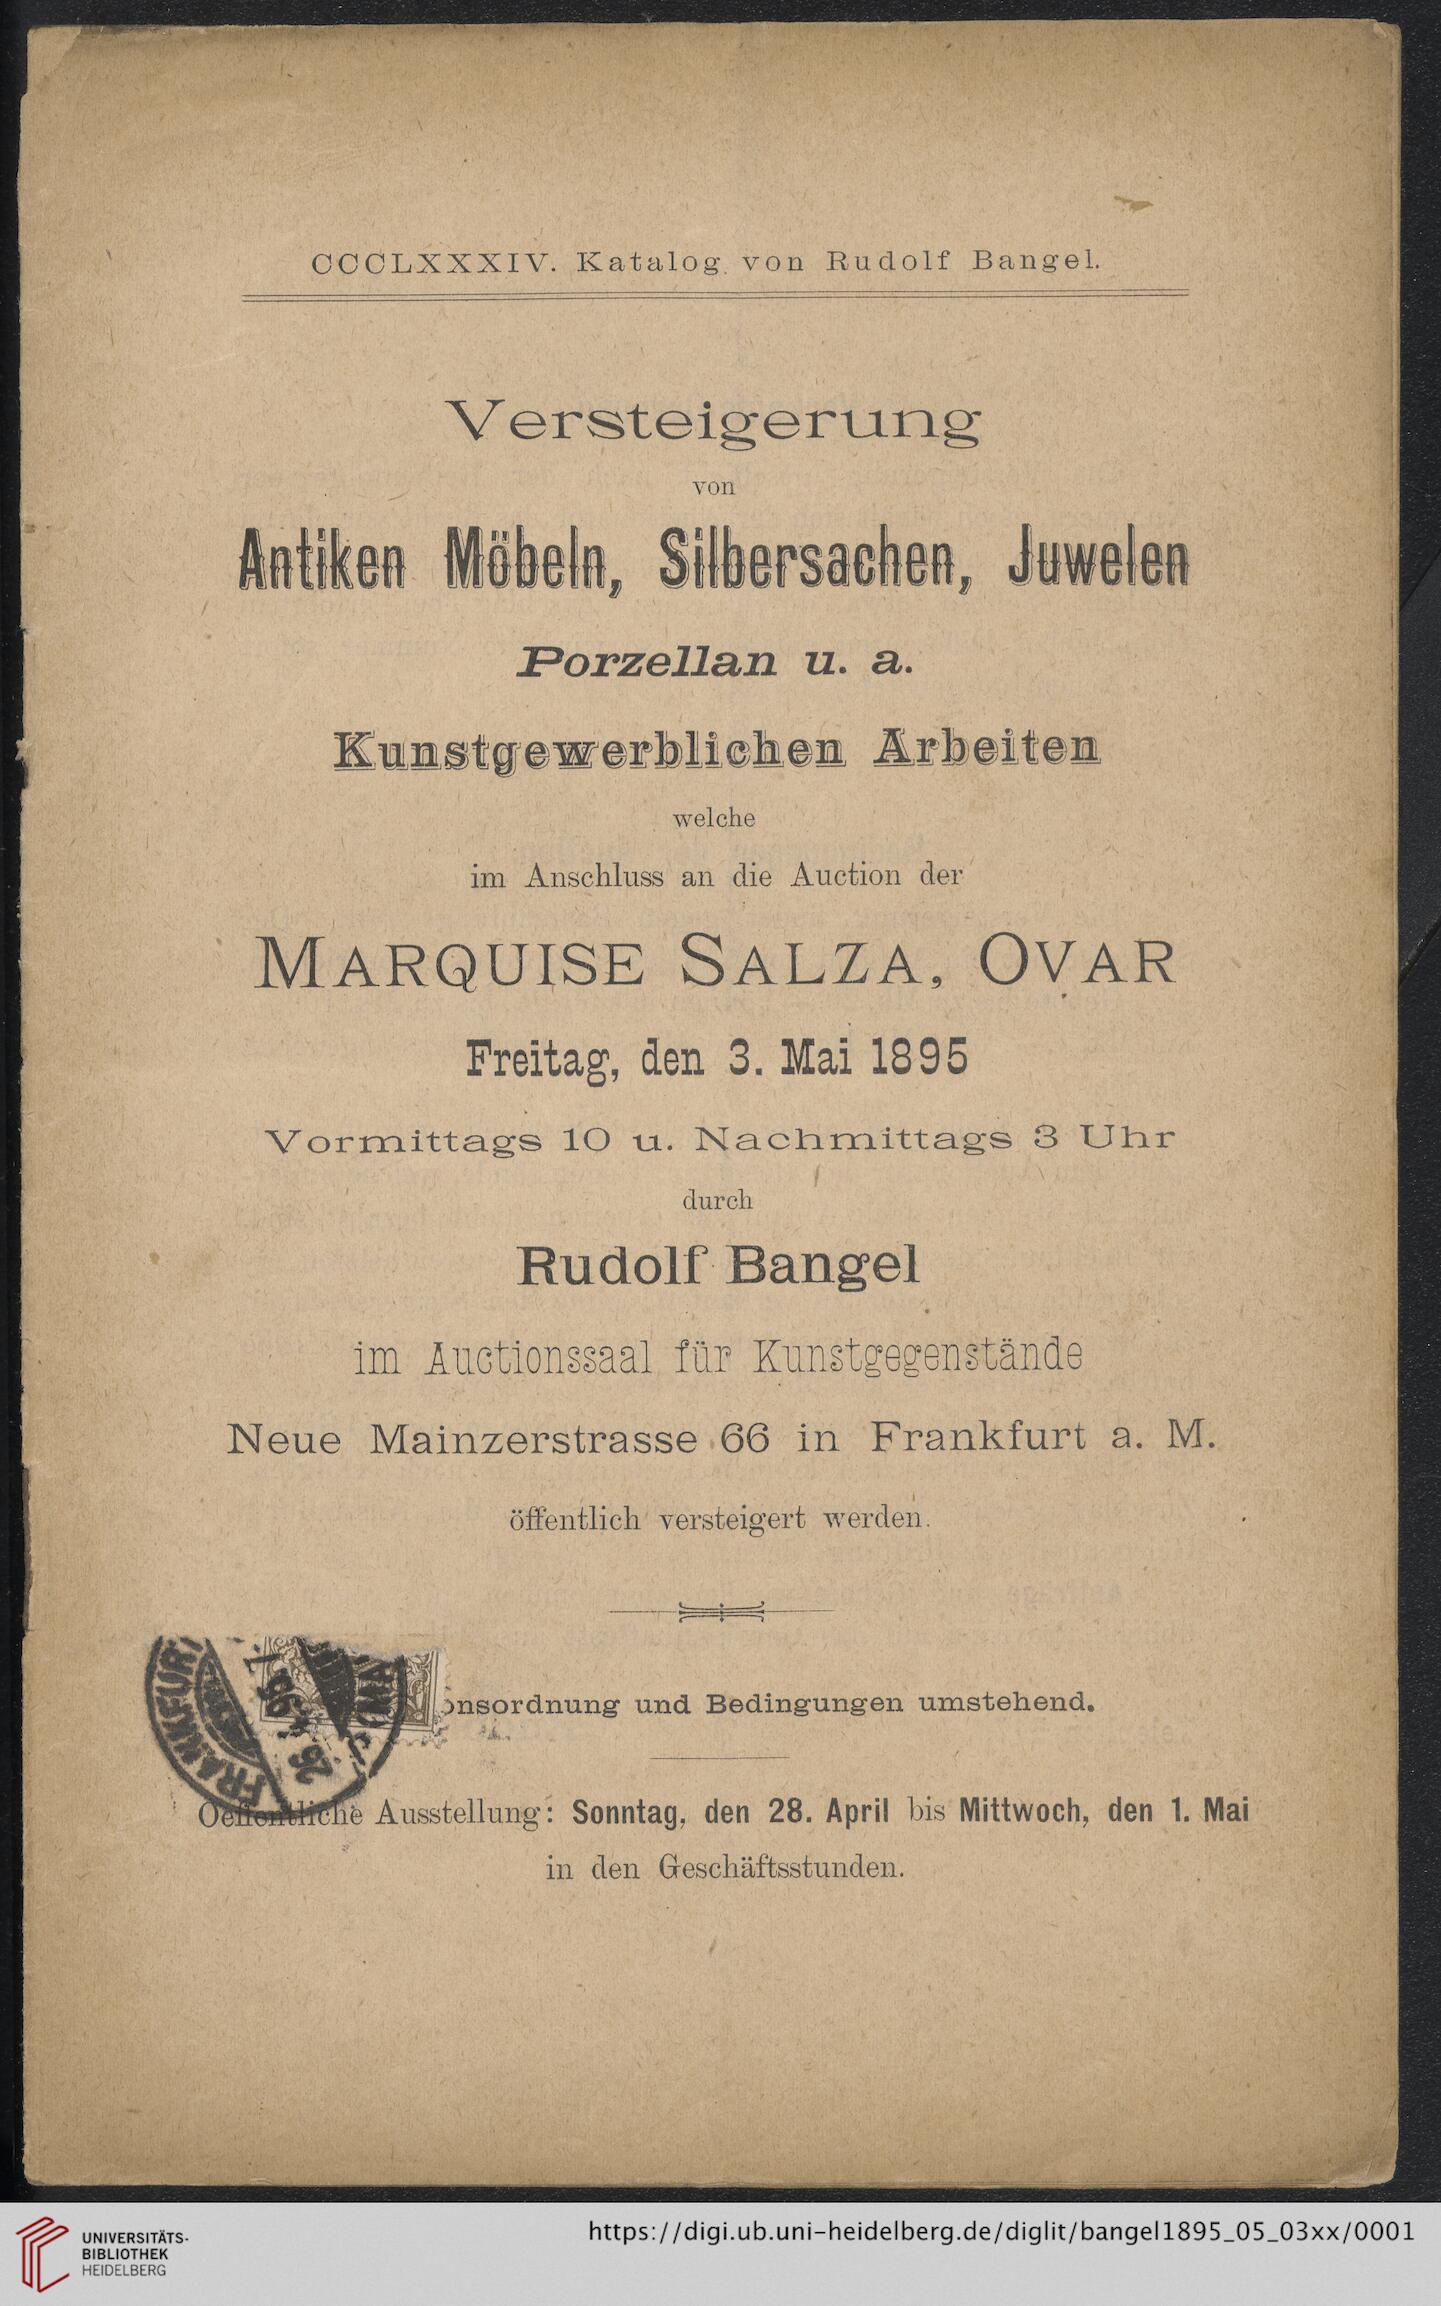 CCCLXXXIV. Katalog von Rudolf Bangel.
Versteigerung
von
Antiken Möbeln, Silbersachen, Juwelen
Porzellan u. a.
Kunstgewerblichen Arbeiten
welche
im Anschluss an die Auction der
MARQUISE SALZA, OVAR
Freitag, den 3. Mai 1895
Vormittags 10 u. Nachmittags 3 Uhr
durch
Rudolf Bangel
im Auctionssaal für Kunstgegenstände
Neue Mainzerstrasse 66 in Frankfurt a. M.
öffentlich versteigert werden.
onsordnung und Bedingungen umstehend.
Oeffentliche Ausstellung: Sonntag, den 28. April bis Mittwoch, den 1. Mai
in den Geschäftsstunden.
UNIVERSITÄTS-
BIBLIOTHEK
HEIDELBERG
https://digi.ub.uni-heidelberg.de/diglit/bangel1895_05_03xx/0001